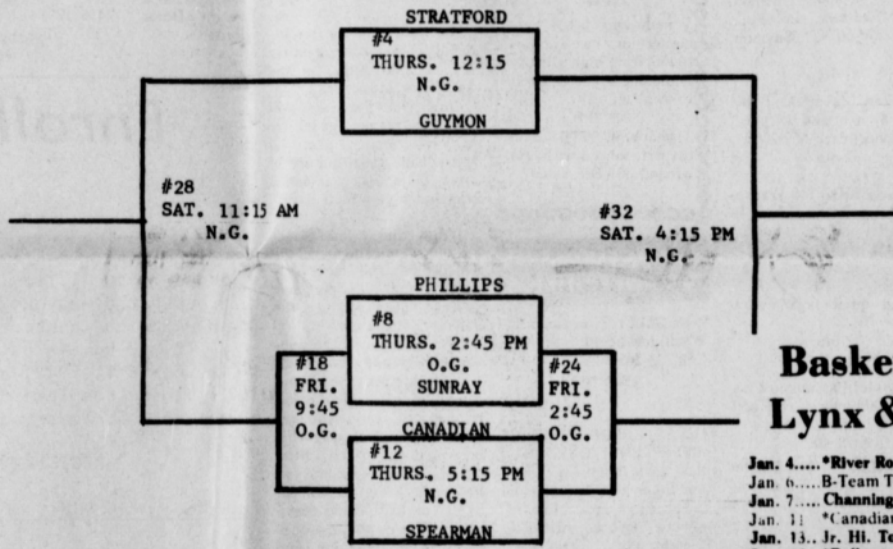 STRATFORD
#4
THURS. 12:15
N.G.
GUYMON
#28
SAT. 11:15 AM
N.G.
#32
SAT. 4:15 PM
N.G.
PHILLIPS
#8
THURS. 2:45 PM
O.G.
SUNRAY
#18
FRI.
9:45
O.G.
#24
FRI.
2:45
O.G.
CANADIAN
#12
THURS. 5:15 PM
N.G.
SPEARMAN
Baske
Lynx &
Jan. 4.....*River Ro
Jan. 6.....B-Team T
Jan. 7.....Channing
Jan. 11 *Canadian
Jan. 13.. Jr. Hi. To